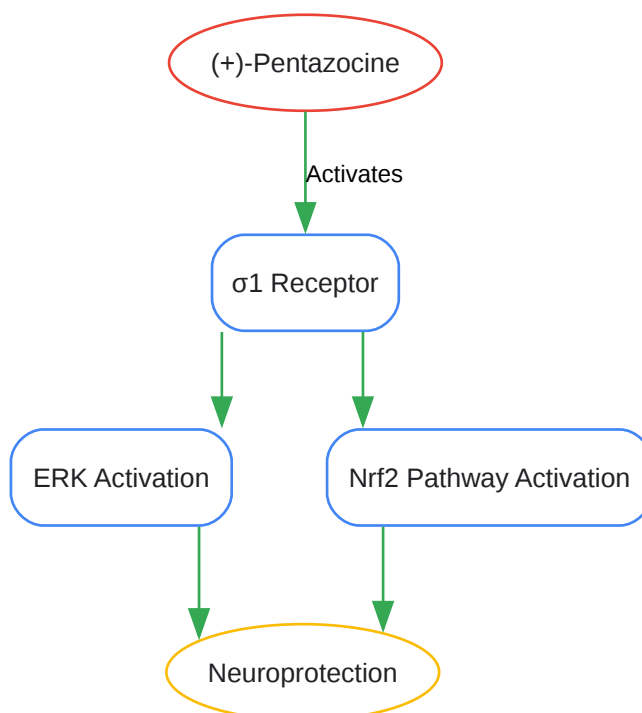 (+)-Pentazocine
Activates
σ1 Receptor
ERK Activation
Nrf2 Pathway Activation
Neuroprotection